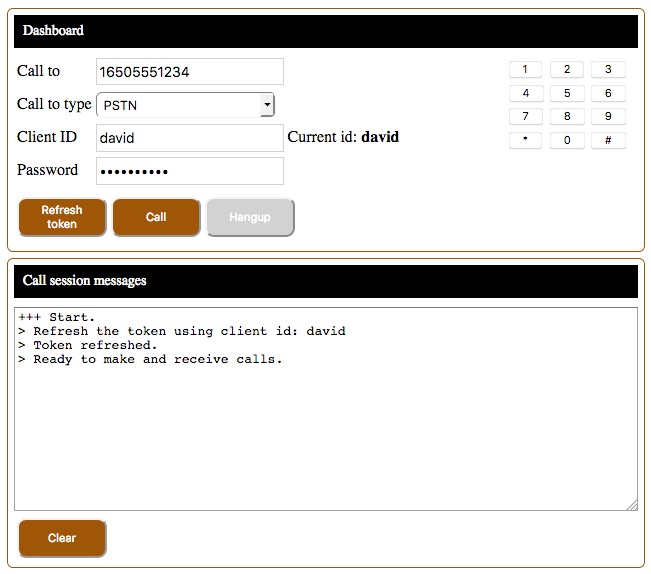 Dashboard
Call to 16505551234
1 2 3
Call to type PSTN
4 5 6
7 8 9
Client ID david Current id: david
* 0 #
Password ••••••••••
Refresh token Call Hangup
Call session messages
+++ Start.
> Refresh the token using client id: david
> Token refreshed.
> Ready to make and receive calls.
Clear